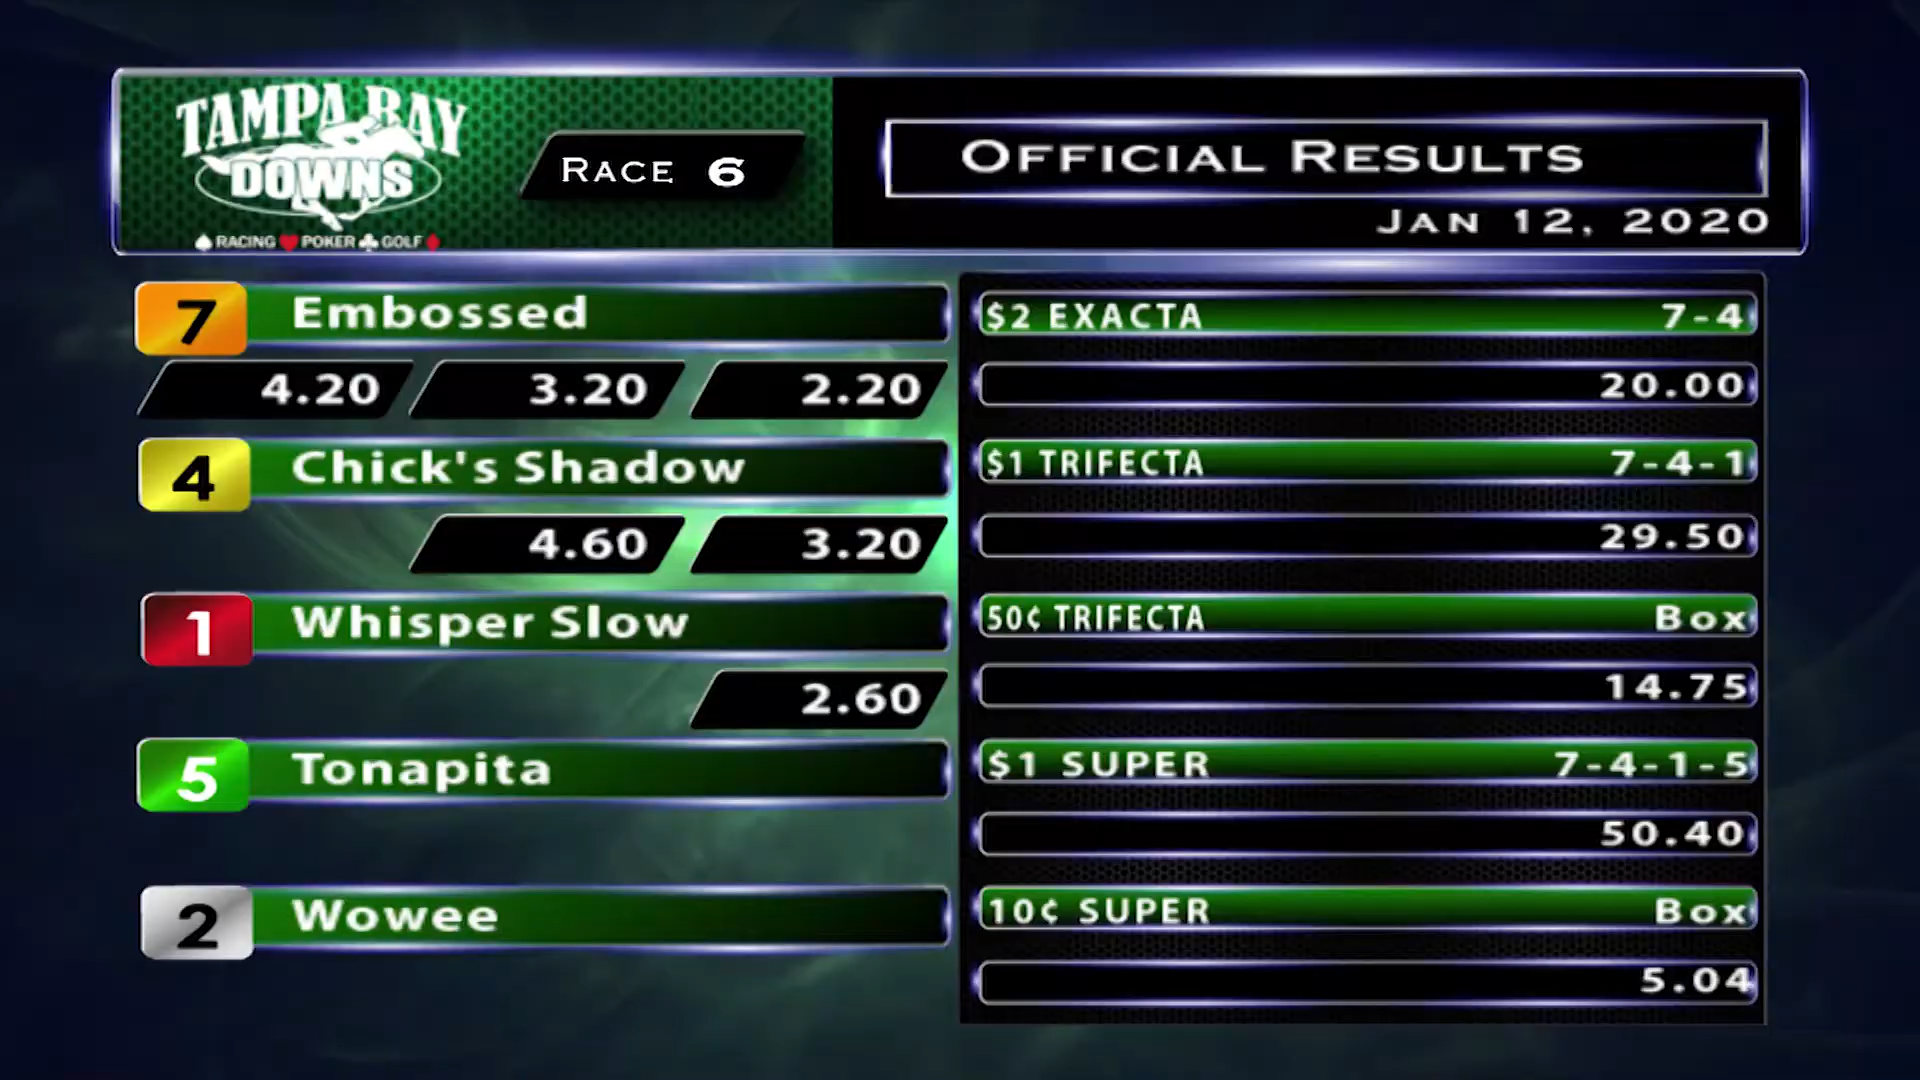 TAMPA BAY
DOWNS
RACING POKER GOLF
RACE 6
OFFICIAL RESULTS
JAN 12, 2020
7 Embossed
4.20 3.20 2.20
4 Chick's Shadow
4.60 3.20
1 Whisper Slow
2.60
5 Tonapita
2 Wowee
$2 EXACTA 7-4
20.00
$1 TRIFECTA 7-4-1
29.50
50¢ TRIFECTA Box
14.75
$1 SUPER 7-4-1-5
50.40
10¢ SUPER Box
5.04